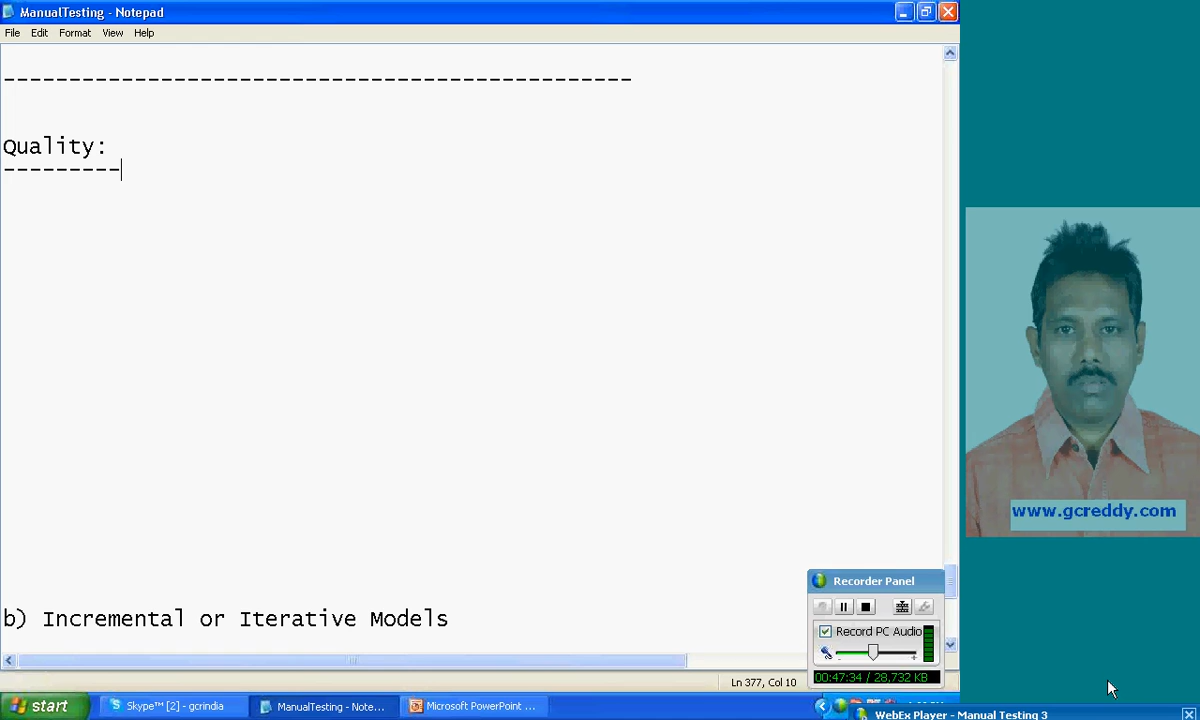 ManualTesting - Notepad
File Edit Format View Help
------------------------------------------------
Quality:
---------
www.gcreddy.com
Recorder Panel
b) Incremental or Iterative Models
Record PC Audio
- +
00:47:34 / 28,732 KB
Ln 377, Col 10
start
Skype™ [2] - gcrindia
ManualTesting - Note...
Microsoft PowerPoint ...
WebEx Player - Manual Testing 3